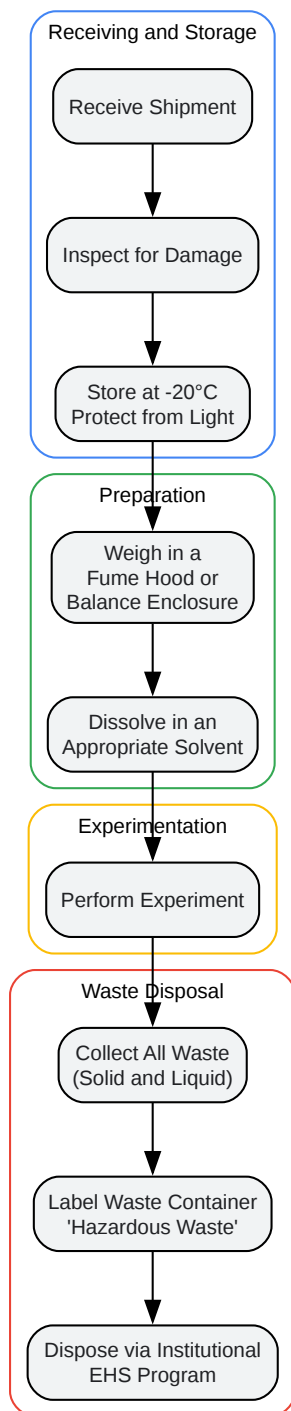 Receiving and Storage
Receive Shipment
Inspect for Damage
Store at -20°C
Protect from Light
Preparation
Weigh in a
Fume Hood or
Balance Enclosure
Dissolve in an
Appropriate Solvent
Experimentation
Perform Experiment
Waste Disposal
Collect All Waste
(Solid and Liquid)
Label Waste Container
'Hazardous Waste'
Dispose via Institutional
EHS Program